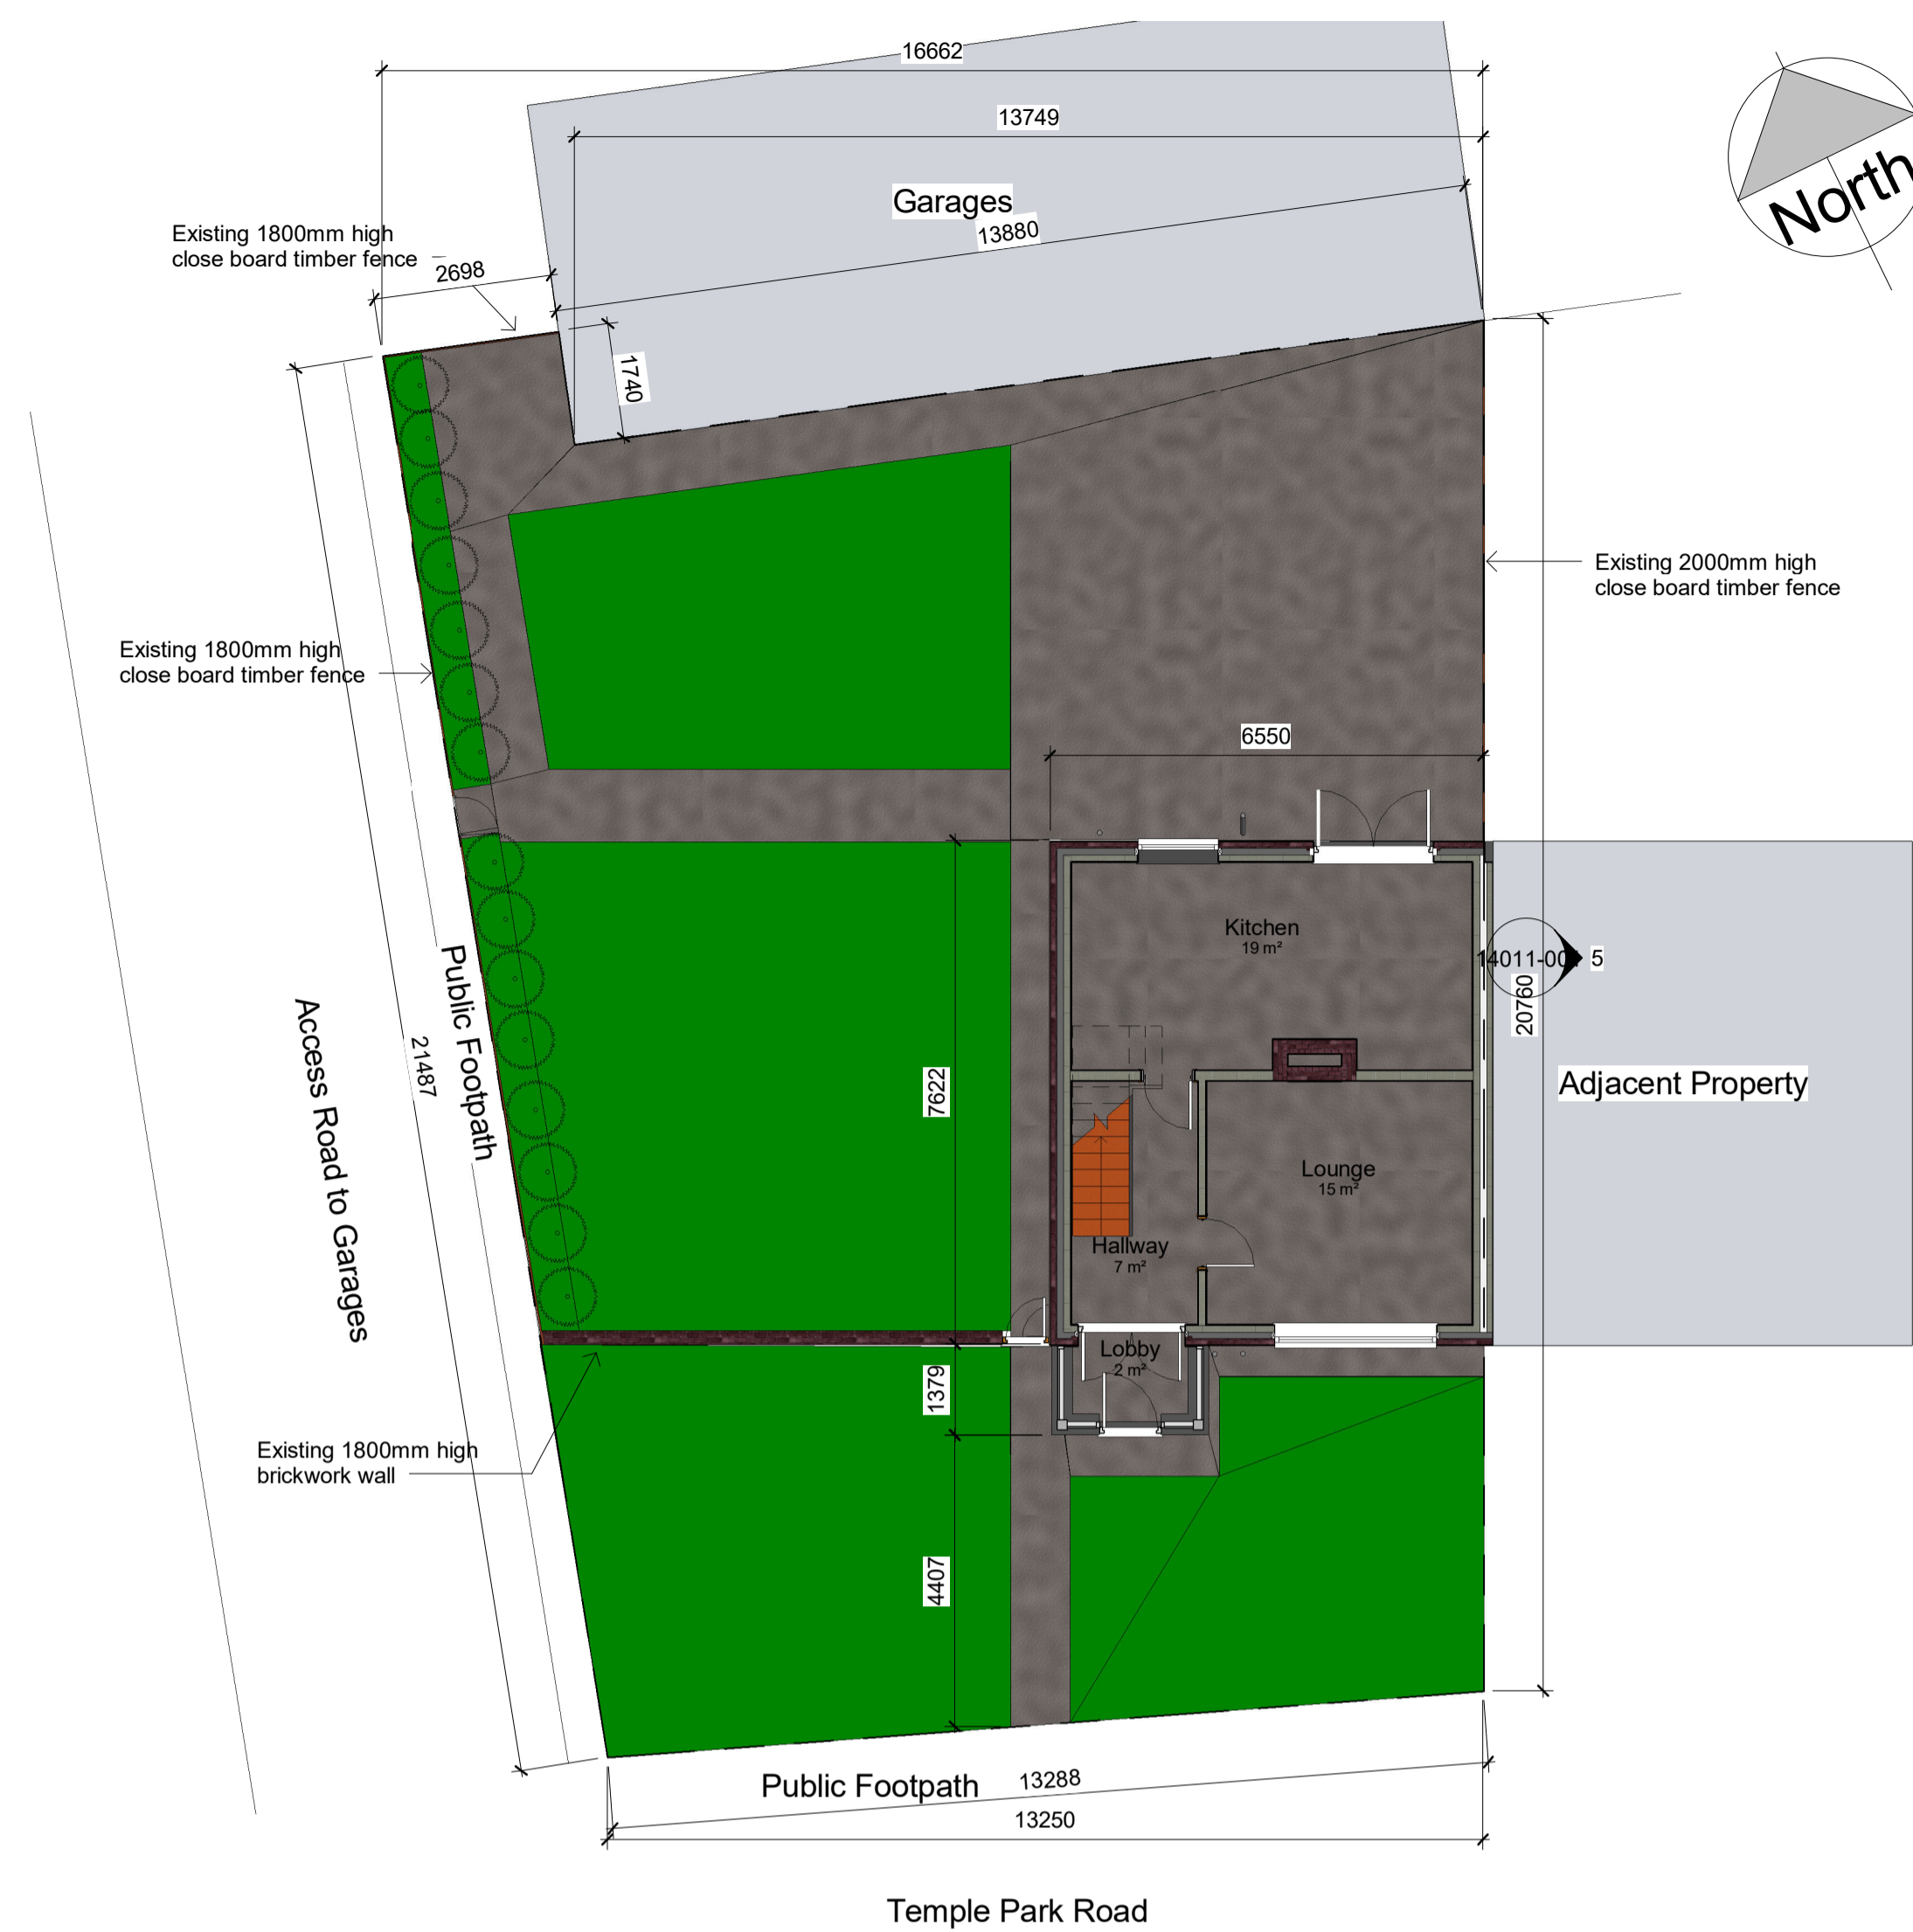 16662
13749
Garages
13880
North
Existing 1800mm high
close board timber fence
2698
1740
Existing 2000mm high
close board timber fence
Existing 1800mm high
close board timber fence
6550
Kitchen
19 m²
5
20760
Public Footpath
Access Road to Garages
21487
7622
Adjacent Property
Lounge
15 m²
Hallway
7 m²
Lobby
2 m²
1379
Existing 1800mm high
brickwork wall
4407
Public Footpath
13288
13250
Temple Park Road